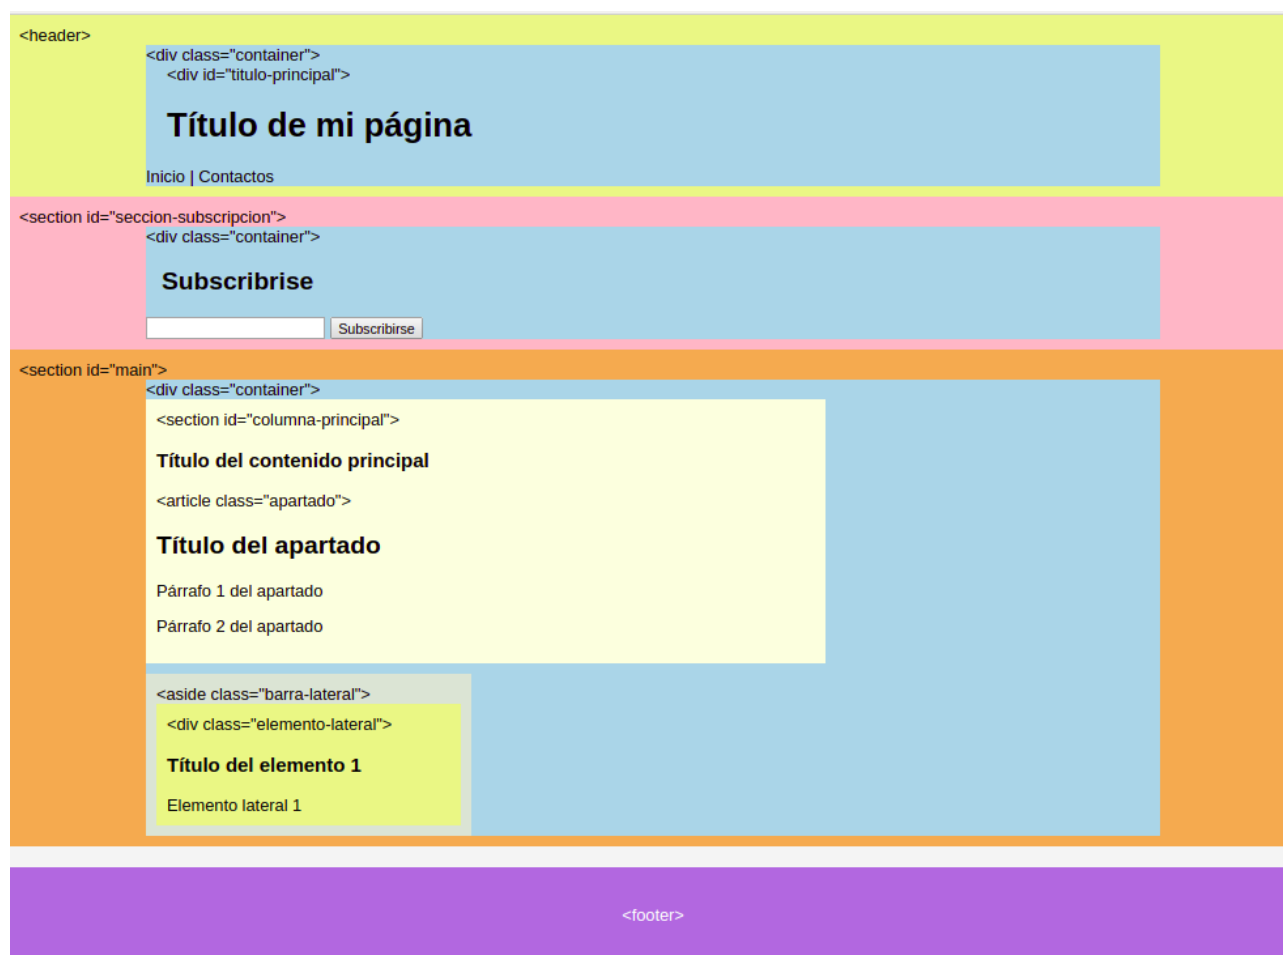 <header>
<div class="container">
<div id="titulo-principal">
Título de mi página
Inicio | Contactos
<section id="seccion-subscripcion">
<div class="container">
Subscribrise
Subscribirse
<section id="main">
<div class="container">
<section id="columna-principal">
Título del contenido principal
<article class="apartado">
Título del apartado
Párrafo 1 del apartado
Párrafo 2 del apartado
<aside class="barra-lateral">
<div class="elemento-lateral">
Título del elemento 1
Elemento lateral 1
<footer>